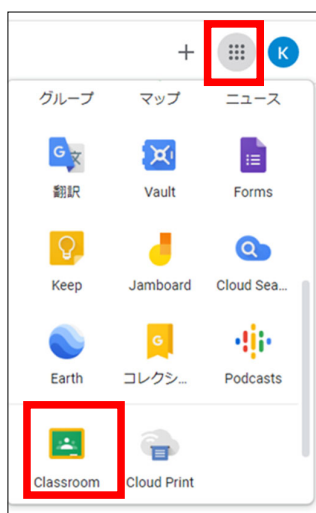 + K
グループ マップ ニュース
G 文
翻訳 Vault Forms
Keep Jamboard Cloud Sea...
G
Earth コレクシ... Podcasts
Classroom Cloud Print